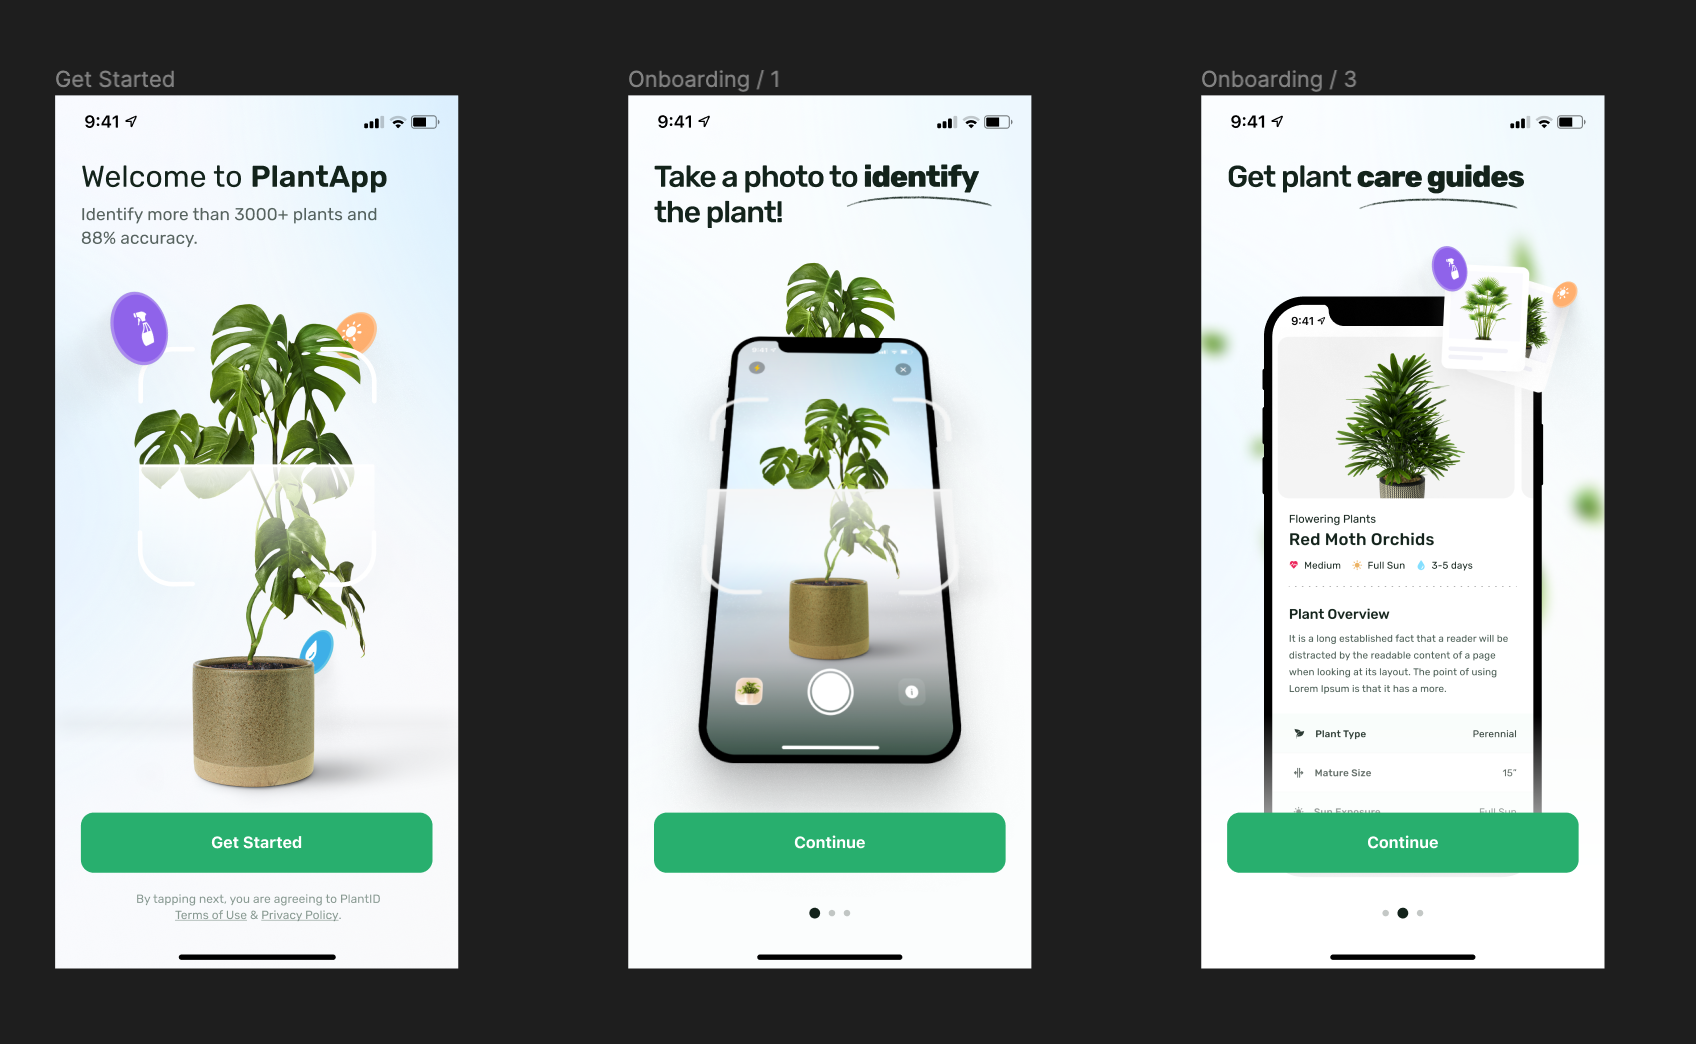 Get Started
9:41
Welcome to PlantApp
Identify more than 3000+ plants and
88% accuracy.
Get Started
By tapping next, you are agreeing to PlantID
Terms of Use & Privacy Policy.
Onboarding / 1
9:41
Take a photo to identify
the plant!
9:41
Continue
Onboarding / 3
9:41
Get plant care guides
9:41
Flowering Plants
Red Moth Orchids
Medium Full Sun 3-5 days
Plant Overview
It is a long established fact that a reader will be
distracted by the readable content of a page
when looking at its layout. The point of using
Lorem Ipsum is that it has a more.
Plant Type Perennial
Mature Size 15"
Sun Exposure Full Sun
Continue